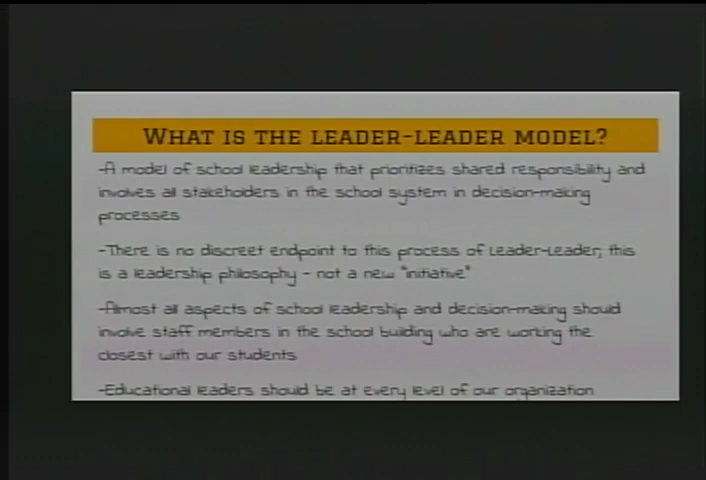 WHAT IS THE LEADER-LEADER MODEL?
-A model of school leadership that prioritizes shared responsibility and
involves all stakeholders in the school system in decision-making
processes
-There is no discreet endpoint to this process of Leader-Leader; this
is a leadership philosophy - not a new "initiative"
-Almost all aspects of school leadership and decision-making should
involve staff members in the school building who are working the
closest with our students
-Educational leaders should be at every level of our organization